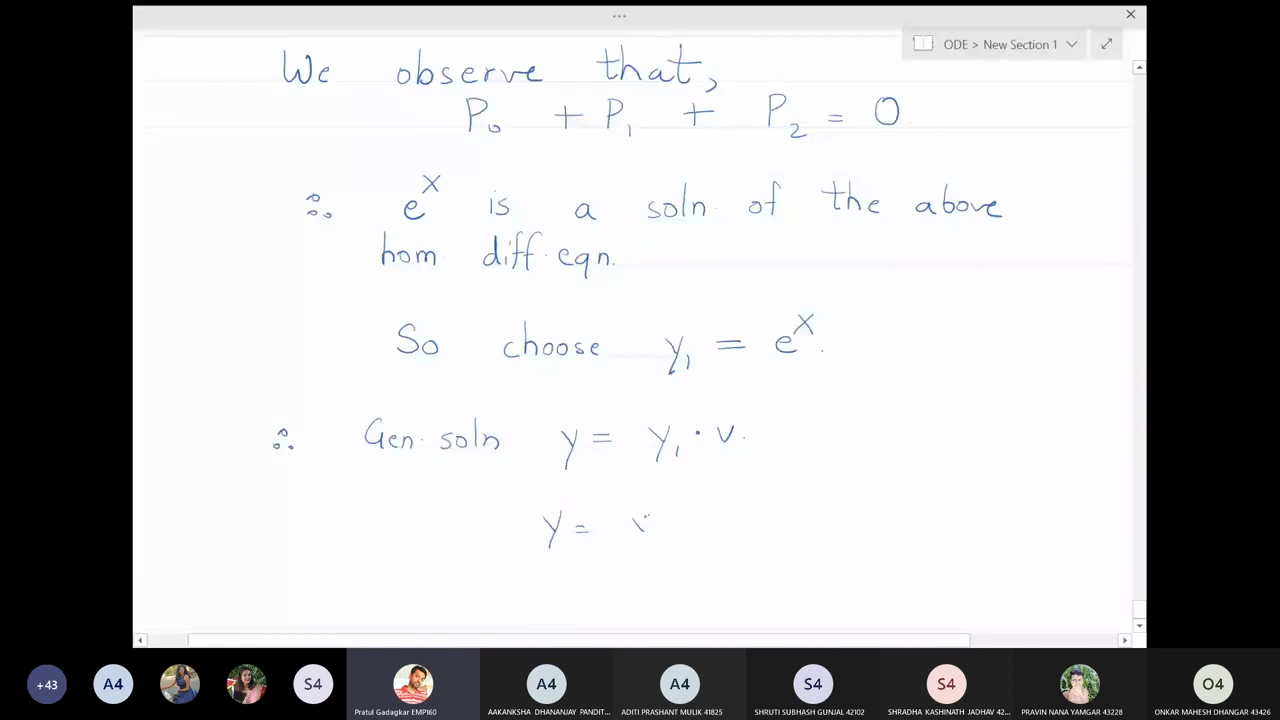 ODE > New Section 1
We observe that,
P₀ + P₁ + P₂ = 0
∴ eˣ is a soln of the above
hom diff. eqn.
So choose y₁ = eˣ.
∴ Gen. soln y = y₁ · v.
y = v
+43
A4
S4
Pratul Gadagkar EMP160
A4
AAKANKSHA DHANANJAY PANDIT...
A4
ADITI PRASHANT MULIK 41825
S4
SHRUTI SUBHASH GUNJAL 42102
S4
SHRADHA KASHINATH JADHAV 42...
PRAVIN NANA YAMGAR 43228
O4
ONKAR MAHESH DHANGAR 43426